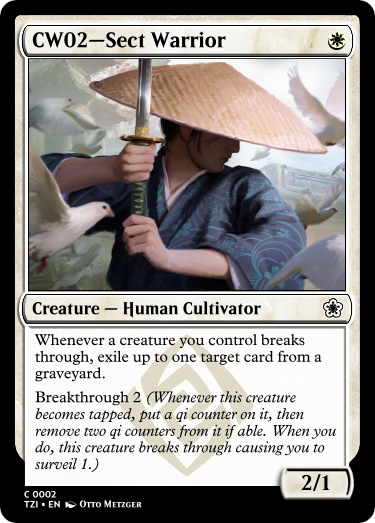 CW02—Sect Warrior
Creature — Human Cultivator
Whenever a creature you control breaks
through, exile up to one target card from a
graveyard.
Breakthrough 2 (Whenever this creature
becomes tapped, put a qi counter on it, then
remove two qi counters from it if able. When you
do, this creature breaks through causing you to
surveil 1.)
2/1
C 0002
TZI • EN Otto Metzger